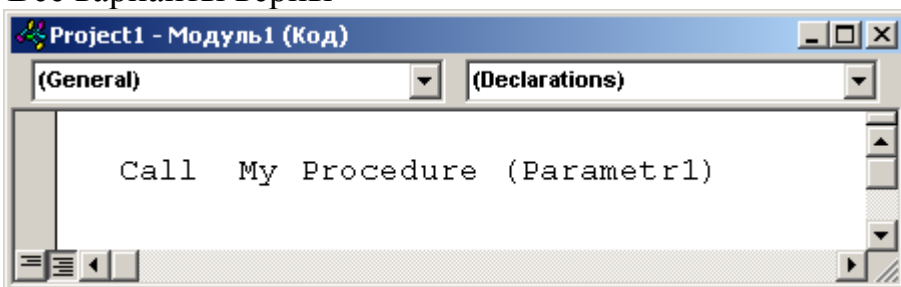 Все варианты верны
Project1 - Модуль1 (Код)
(General) (Declarations)
Call My Procedure (Parametr1)